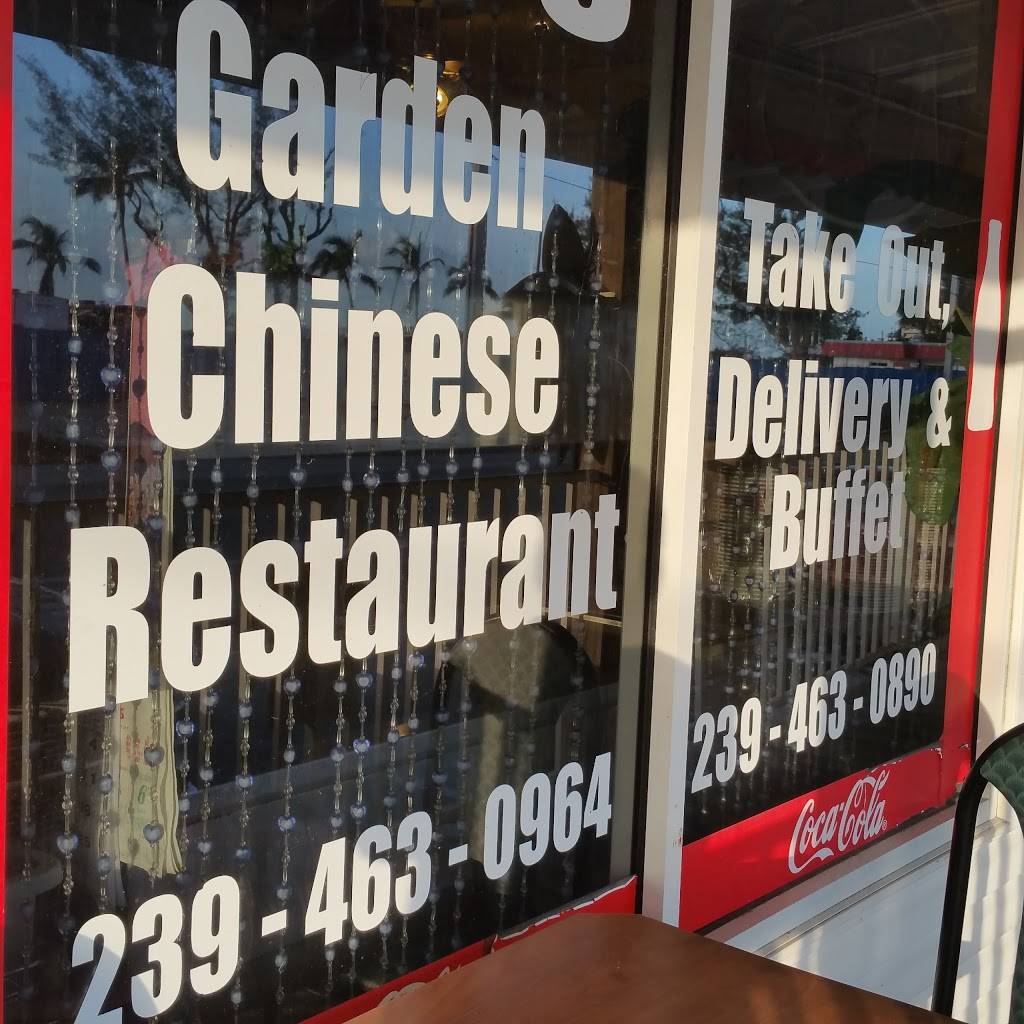 Garden
Chinese
Restaurant
239-463-0964
Take Out,
Delivery &
Buffet
239-463-0890
Coca-Cola